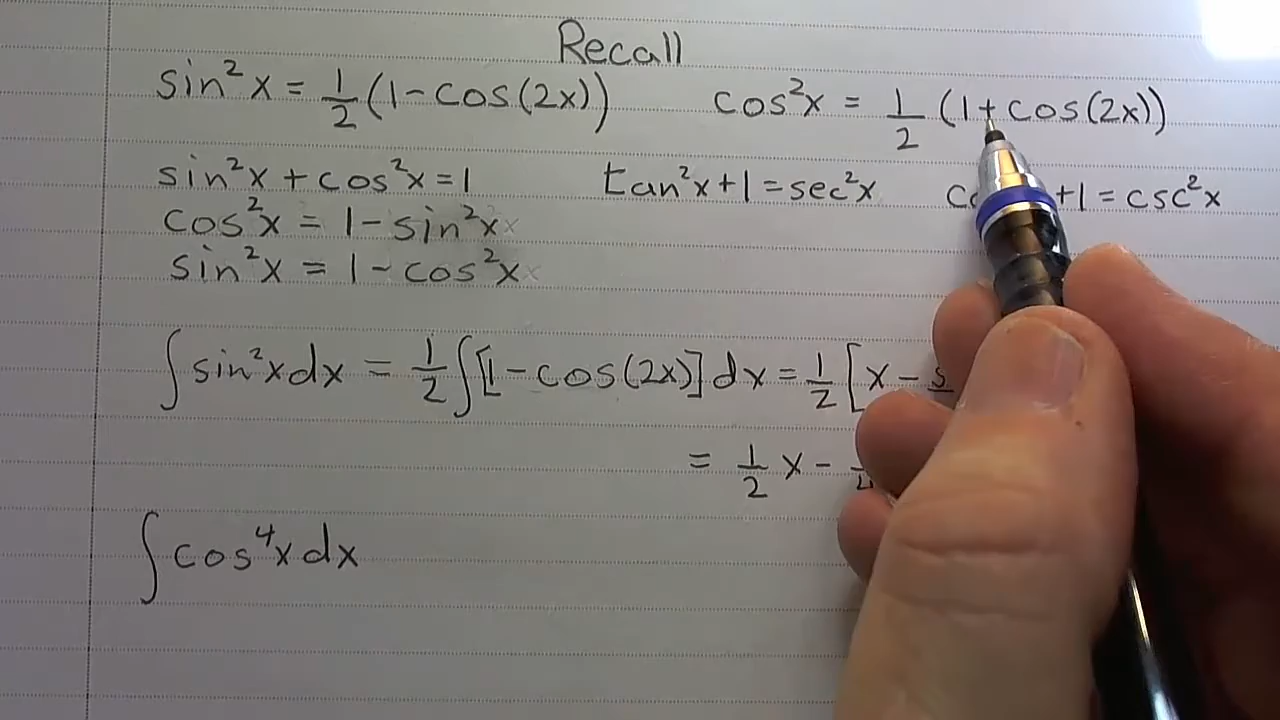 Recall
sin²x = 1/2 (1 - cos(2x)) cos²x = 1/2 (1 + cos(2x))
sin²x + cos²x = 1 tan²x + 1 = sec²x +1 = csc²x
cos²x = 1 - sin²x
sin²x = 1 - cos²x
∫ sin²x dx = 1/2 ∫ [1 - cos(2x)] dx = 1/2 [x -
= 1/2 x -
∫ cos⁴x dx